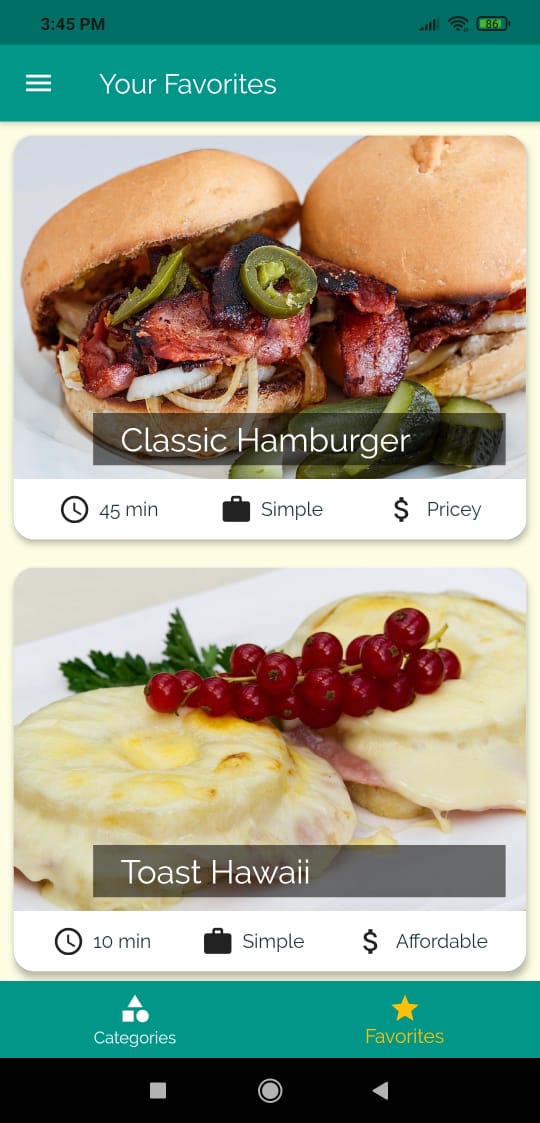 3:45 PM
86
Your Favorites
Classic Hamburger
45 min Simple Pricey
Toast Hawaii
10 min Simple Affordable
Categories Favorites